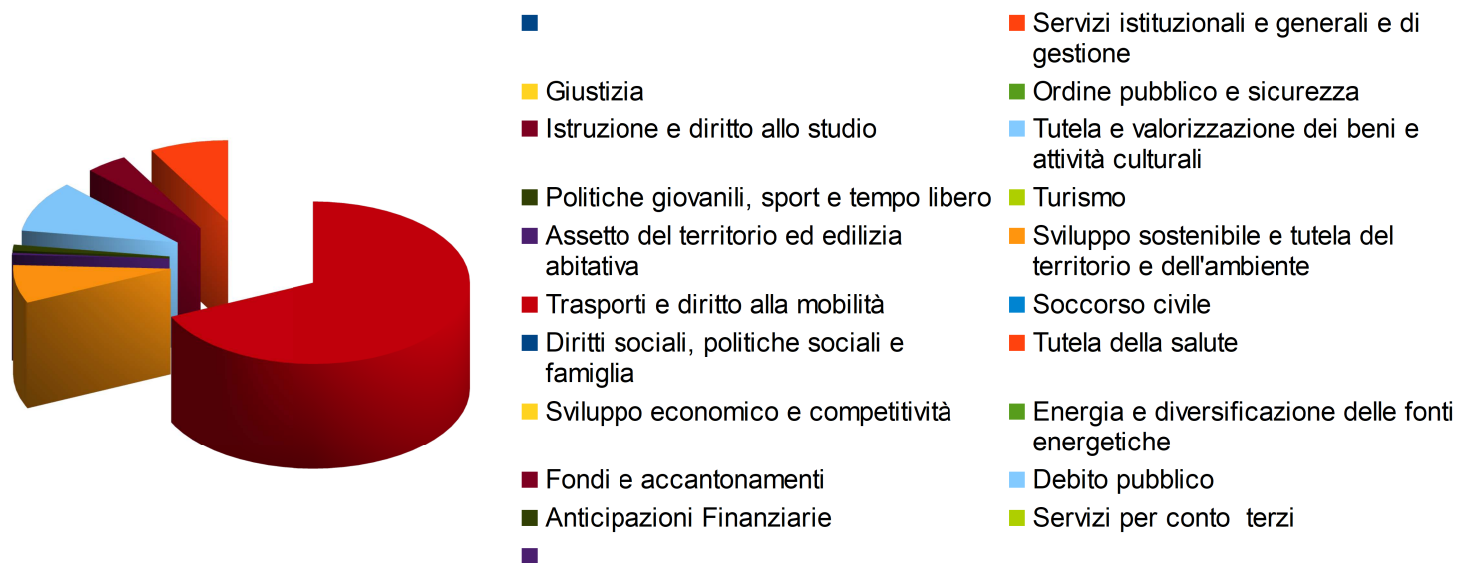 Servizi istituzionali e generali e di
gestione
Giustizia
Ordine pubblico e sicurezza
Istruzione e diritto allo studio
Tutela e valorizzazione dei beni e
attività culturali
Politiche giovanili, sport e tempo libero
Turismo
Assetto del territorio ed edilizia
abitativa
Sviluppo sostenibile e tutela del
territorio e dell'ambiente
Trasporti e diritto alla mobilità
Soccorso civile
Diritti sociali, politiche sociali e
famiglia
Tutela della salute
Sviluppo economico e competitività
Energia e diversificazione delle fonti
energetiche
Fondi e accantonamenti
Debito pubblico
Anticipazioni Finanziarie
Servizi per conto  terzi